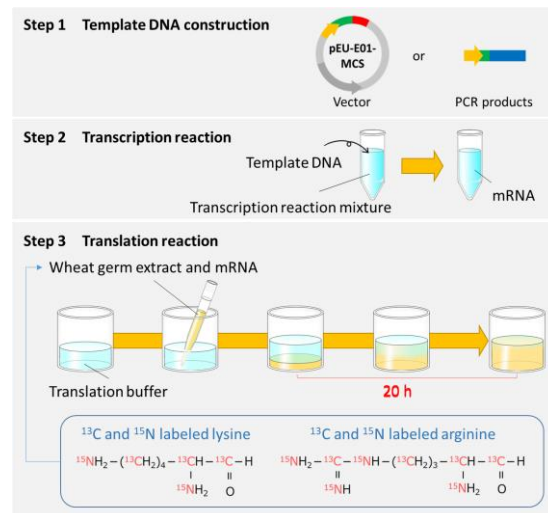 Step 1 Template DNA construction
pEU-E01-
MCS
or
Vector
PCR products
Step 2 Transcription reaction
Template DNA
mRNA
Transcription reaction mixture
Step 3 Translation reaction
Wheat germ extract and mRNA
Translation buffer
20 h
¹³C and ¹⁵N labeled lysine
¹⁵NH₂–(¹³CH₂)₄–¹³CH–¹³C–H
¹⁵NH₂ O
¹³C and ¹⁵N labeled arginine
¹⁵NH₂–¹³C–¹⁵NH–(¹³CH₂)₃–¹³CH–¹³C–H
¹⁵NH ¹⁵NH₂ O